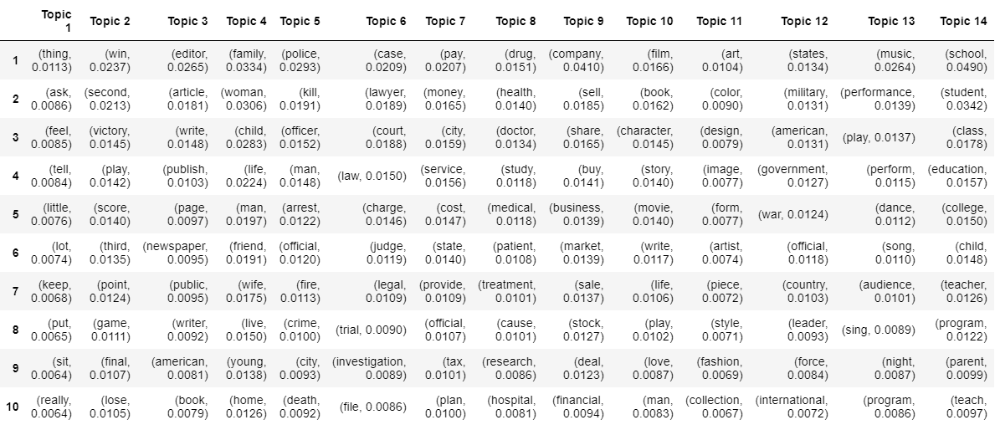 Topic 1 Topic 2 Topic 3 Topic 4 Topic 5 Topic 6 Topic 7 Topic 8 Topic 9 Topic 10 Topic 11 Topic 12 Topic 13 Topic 14
1 (thing, 0.0113) (win, 0.0237) (editor, 0.0265) (family, 0.0334) (police, 0.0293) (case, 0.0209) (pay, 0.0207) (drug, 0.0151) (company, 0.0410) (film, 0.0166) (art, 0.0104) (states, 0.0134) (music, 0.0264) (school, 0.0490)
2 (ask, 0.0086) (second, 0.0213) (article, 0.0181) (woman, 0.0306) (kill, 0.0191) (lawyer, 0.0189) (money, 0.0165) (health, 0.0140) (sell, 0.0185) (book, 0.0162) (color, 0.0090) (military, 0.0131) (performance, 0.0139) (student, 0.0342)
3 (feel, 0.0085) (victory, 0.0145) (write, 0.0148) (child, 0.0283) (officer, 0.0152) (court, 0.0188) (city, 0.0159) (doctor, 0.0134) (share, 0.0165) (character, 0.0145) (design, 0.0079) (american, 0.0131) (play, 0.0137) (class, 0.0178)
4 (tell, 0.0084) (play, 0.0142) (publish, 0.0103) (life, 0.0224) (man, 0.0148) (law, 0.0150) (service, 0.0156) (study, 0.0118) (buy, 0.0141) (story, 0.0140) (image, 0.0077) (government, 0.0127) (perform, 0.0115) (education, 0.0157)
5 (little, 0.0076) (score, 0.0140) (page, 0.0097) (man, 0.0197) (arrest, 0.0122) (charge, 0.0146) (cost, 0.0147) (medical, 0.0118) (business, 0.0139) (movie, 0.0140) (form, 0.0077) (war, 0.0124) (dance, 0.0112) (college, 0.0150)
6 (lot, 0.0074) (third, 0.0135) (newspaper, 0.0095) (friend, 0.0191) (official, 0.0120) (judge, 0.0119) (state, 0.0140) (patient, 0.0108) (market, 0.0139) (write, 0.0117) (artist, 0.0074) (official, 0.0118) (song, 0.0110) (child, 0.0148)
7 (keep, 0.0068) (point, 0.0124) (public, 0.0095) (wife, 0.0175) (fire, 0.0113) (legal, 0.0109) (provide, 0.0109) (treatment, 0.0101) (sale, 0.0137) (life, 0.0106) (piece, 0.0072) (country, 0.0103) (audience, 0.0101) (teacher, 0.0126)
8 (put, 0.0065) (game, 0.0111) (writer, 0.0092) (live, 0.0150) (crime, 0.0100) (trial, 0.0090) (official, 0.0107) (cause, 0.0101) (stock, 0.0127) (play, 0.0102) (style, 0.0071) (leader, 0.0093) (sing, 0.0089) (program, 0.0122)
9 (sit, 0.0064) (final, 0.0107) (american, 0.0081) (young, 0.0138) (city, 0.0093) (investigation, 0.0089) (tax, 0.0101) (research, 0.0086) (deal, 0.0123) (love, 0.0087) (fashion, 0.0069) (force, 0.0084) (night, 0.0087) (parent, 0.0099)
10 (really, 0.0064) (lose, 0.0105) (book, 0.0079) (home, 0.0126) (death, 0.0092) (file, 0.0086) (plan, 0.0100) (hospital, 0.0081) (financial, 0.0094) (man, 0.0083) (collection, 0.0067) (international, 0.0072) (program, 0.0086) (teach, 0.0097)